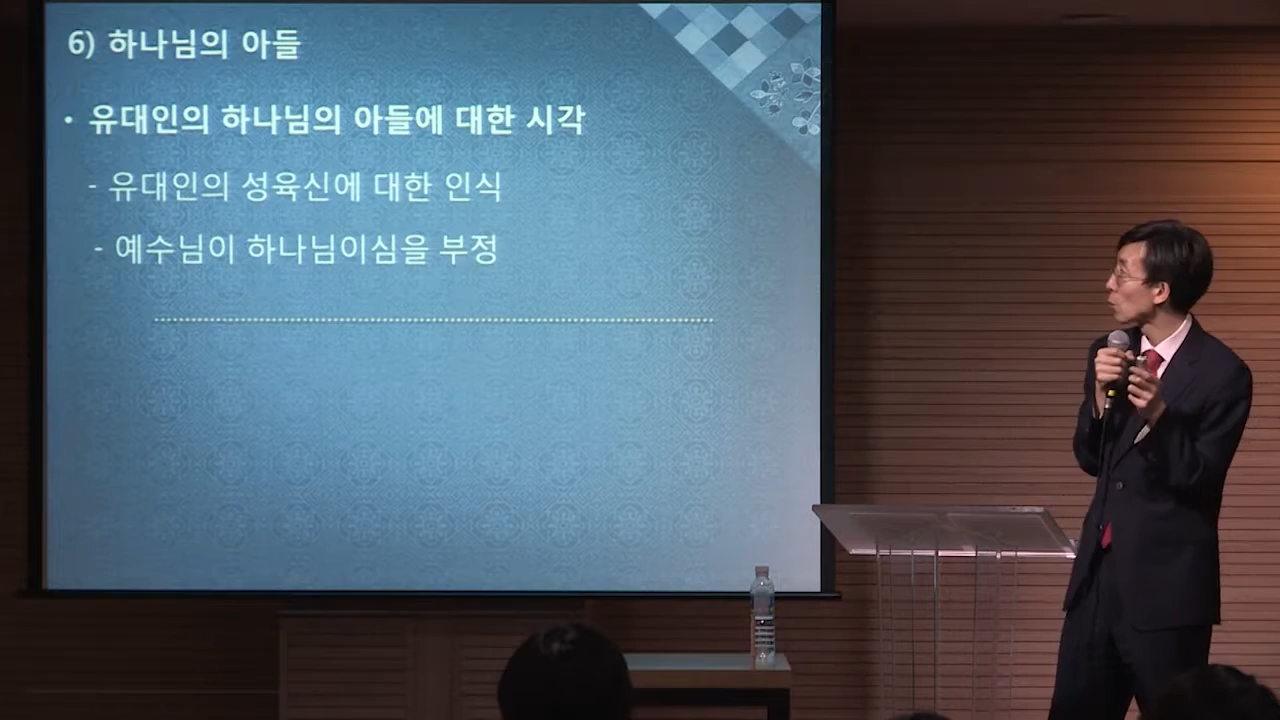 6) 하나님의 아들
• 유대인의 하나님의 아들에 대한 시각
- 유대인의 성육신에 대한 인식
- 예수님이 하나님이심을 부정